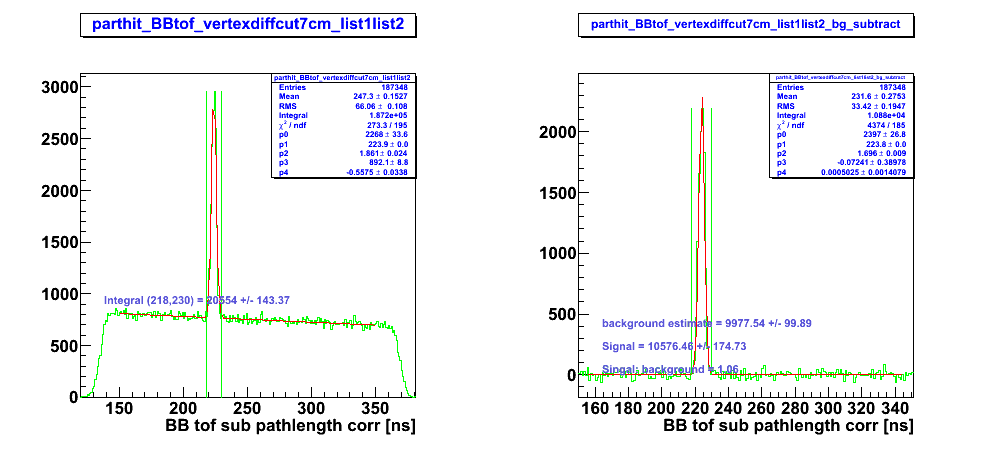 parthit_BBtof_vertexdiffcut7cm_list1list2
parthit_BBtof_vertexdiffcut7cm_list1list2
Entries 187348
Mean 247.3 ± 0.1527
RMS 66.06 ± 0.108
Integral 1.872e+05
χ² / ndf 273.3 / 195
p0 2268 ± 33.6
p1 223.9 ± 0.0
p2 1.861 ± 0.024
p3 892.1 ± 8.8
p4 -0.5575 ± 0.0338
3000
2500
2000
1500
1000
500
0
Integral (218,230) = 20554 +/- 143.37
150 200 250 300 350
BB tof sub pathlength corr [ns]
parthit_BBtof_vertexdiffcut7cm_list1list2_bg_subtract
parthit_BBtof_vertexdiffcut7cm_list1list2_bg_subtract
Entries 187348
Mean 231.6 ± 0.2753
RMS 33.42 ± 0.1947
Integral 1.088e+04
χ² / ndf 4374 / 185
p0 2397 ± 26.8
p1 223.8 ± 0.0
p2 1.696 ± 0.009
p3 -0.07241 ± 0.38978
p4 0.0005025 ± 0.0014079
2000
1500
1000
500
0
background estimate = 9977.54 +/- 99.89
Signal = 10576.46 +/- 174.73
Singal: background = 1.06
160 180 200 220 240 260 280 300 320 340
BB tof sub pathlength corr [ns]